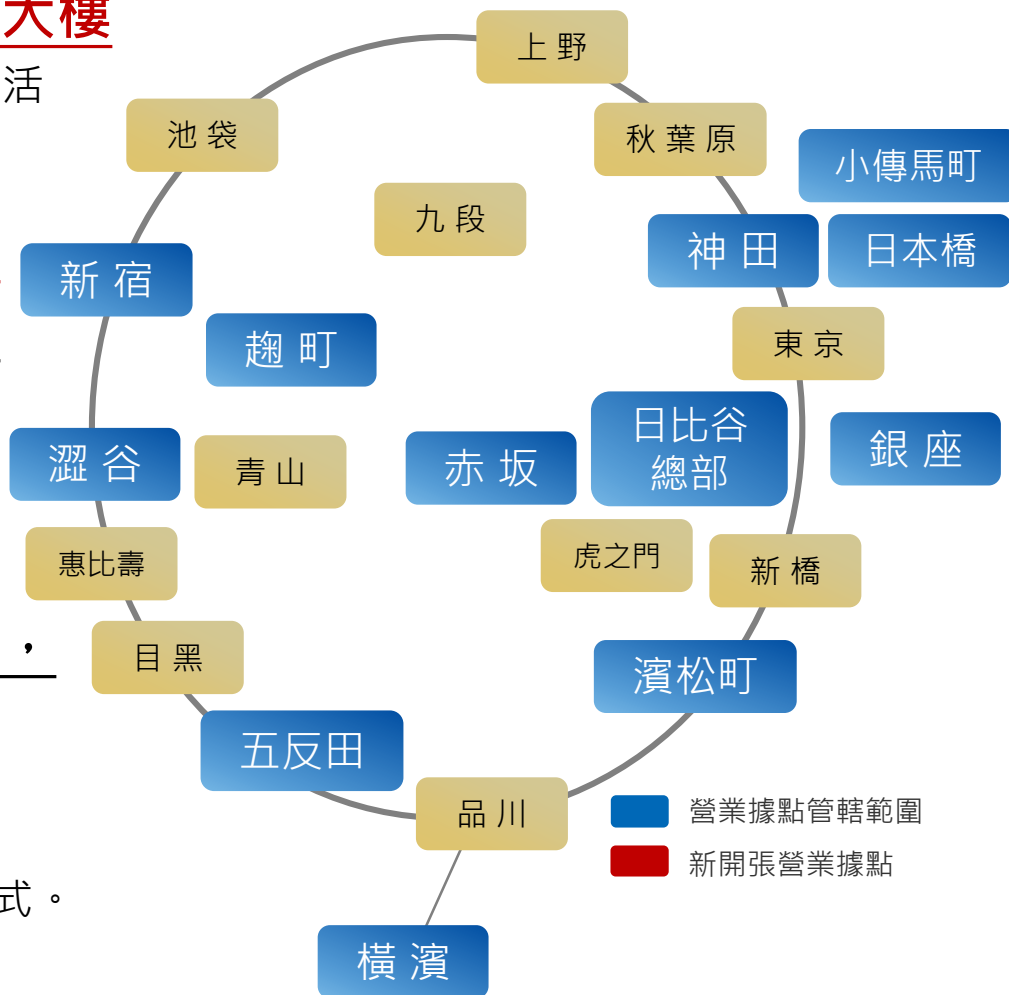 大樓
活
上 野
池 袋
秋 葉 原
小傳馬町
九 段
神 田
日本橋
新 宿
麴 町
東 京
日比谷
總部
銀 座
澀 谷
青 山
赤 坂
惠比壽
虎之門
新 橋
，
目 黑
濱松町
五反田
品 川
營業據點管轄範圍
新開張營業據點
式。
橫 濱